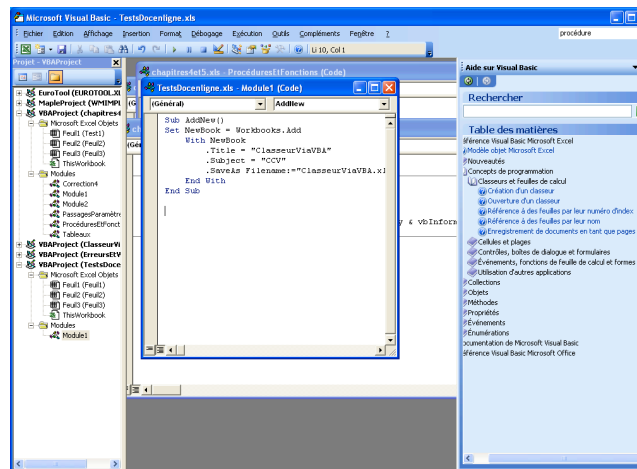 Microsoft Visual Basic - TestsDocenligne.xls
Fichier Edition Affichage Insertion Format Débogage Exécution Outils Compléments Fenêtre ?
procédure
Li 10, Col 1
Projet - VBAProject
EuroTool (EUROTOOL.XL
MapleProject (WMIMPL
VBAProject (chapitres4
Microsoft Excel Objets
Feuil1 (Test1)
Feuil2 (Feuil2)
Feuil3 (Feuil3)
ThisWorkbook
Modules
Correction4
Module1
Module2
PassagesParamètre
ProcéduresEtFonct
Tableaux
VBAProject (ClasseurVi
VBAProject (ErreursEtV
VBAProject (TestsDoce
Microsoft Excel Objets
Feuil1 (Feuil1)
Feuil2 (Feuil2)
Feuil3 (Feuil3)
ThisWorkbook
Modules
Module1
chapitres4et5.xls - ProcéduresEtFonctions (Code)
TestsDocenligne.xls - Module1 (Code)
(Général) AddNew
Sub AddNew()
Set NewBook = Workbooks.Add
With NewBook
.Title = "ClasseurViaVBA"
.Subject = "CCV"
.SaveAs Filename:="ClasseurViaVBA.xl
End With
End Sub
y & vbInform
Aide sur Visual Basic
Rechercher
Table des matières
férence Visual Basic Microsoft Excel
Modèle objet Microsoft Excel
Nouveautés
Concepts de programmation
Classeurs et feuilles de calcul
Création d'un classeur
Ouverture d'un classeur
Référence à des feuilles par leur numéro d'index
Référence à des feuilles par leur nom
Enregistrement de documents en tant que pages
Cellules et plages
Contrôles, boîtes de dialogue et formulaires
Événements, fonctions de feuille de calcul et formes
Utilisation d'autres applications
Collections
Objets
Méthodes
Propriétés
Événements
Énumérations
ocumentation de Microsoft Visual Basic
férence Visual Basic Microsoft Office